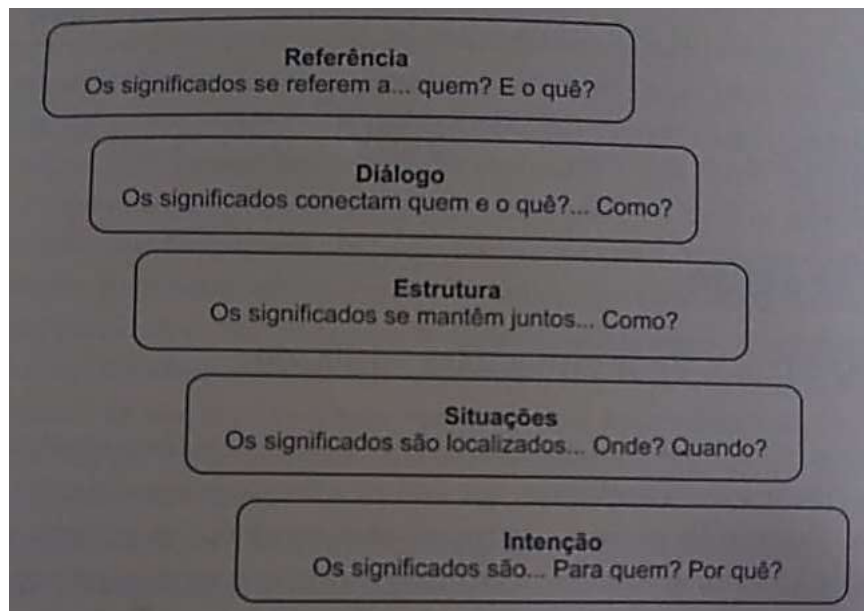 Referência
Os significados se referem a... quem? E o quê?
Diálogo
Os significados conectam quem e o quê?... Como?
Estrutura
Os significados se mantêm juntos... Como?
Situações
Os significados são localizados... Onde? Quando?
Intenção
Os significados são... Para quem? Por quê?